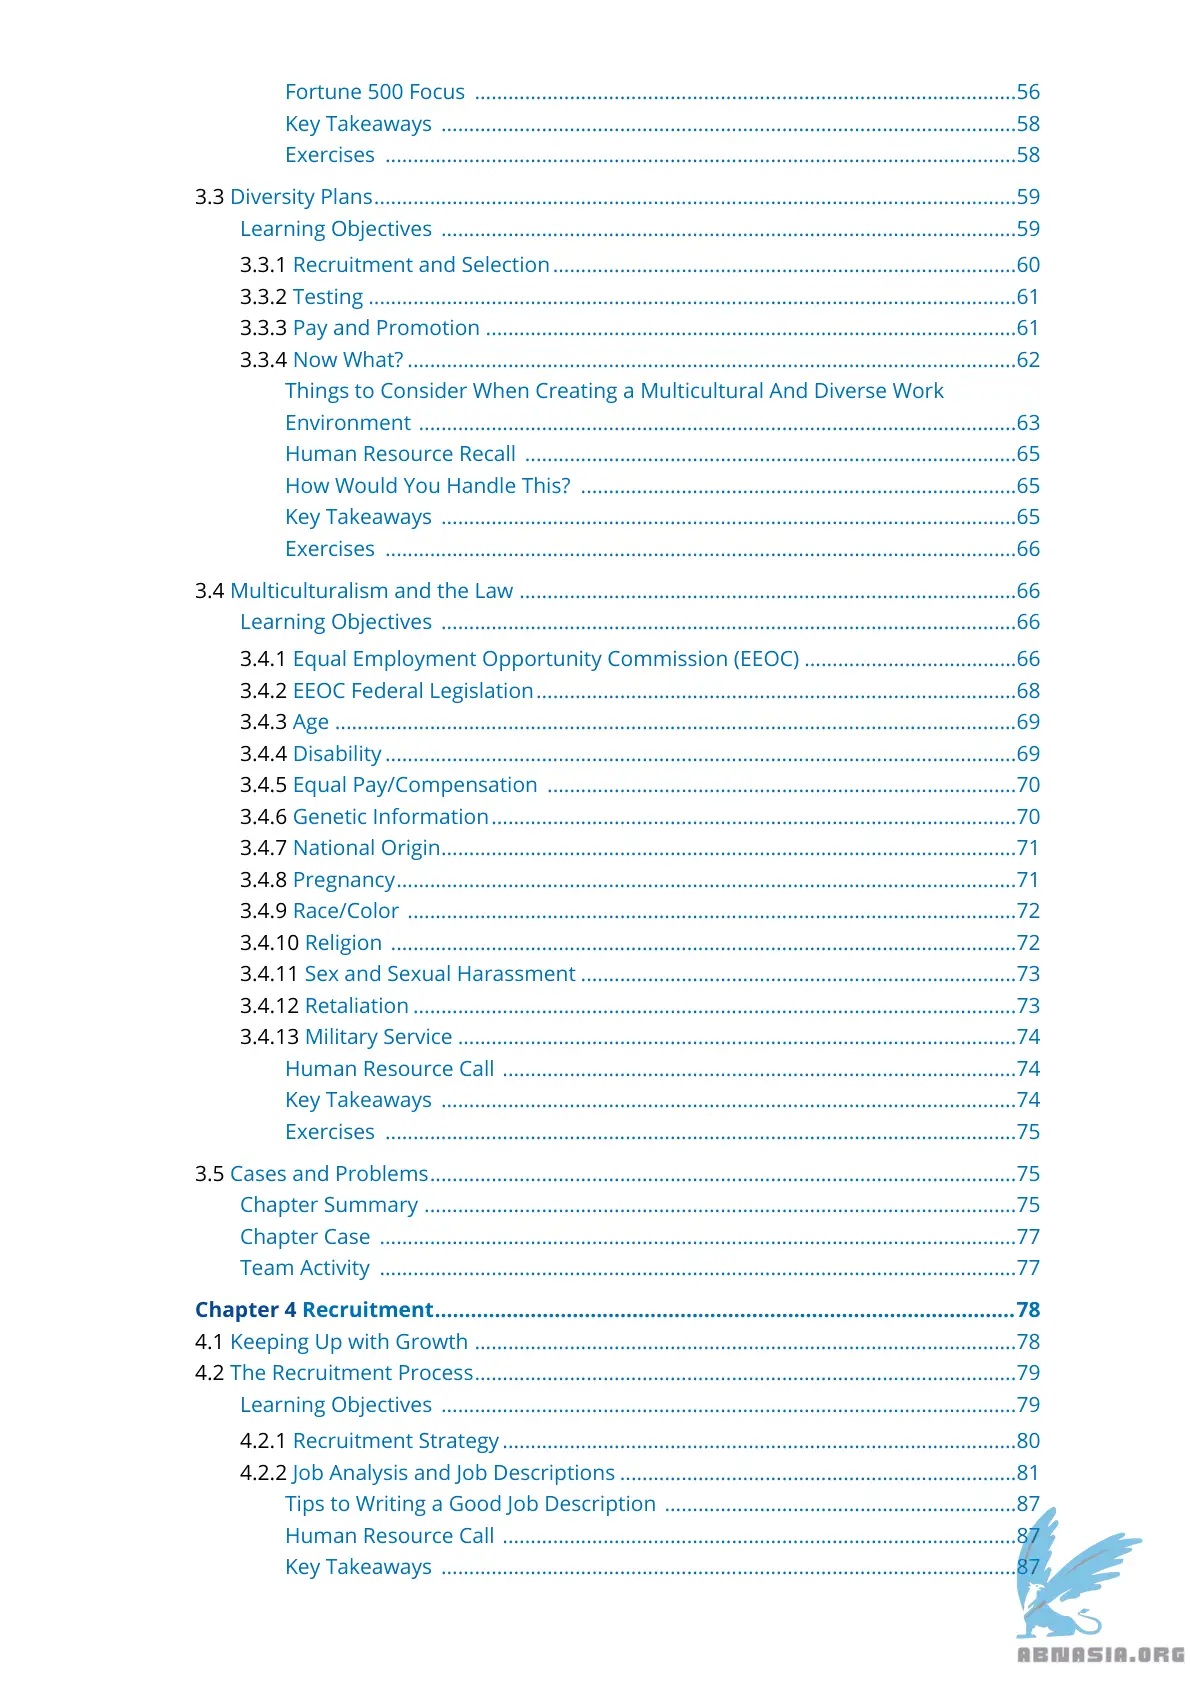 Fortune 500 Focus ....................56
Key Takeaways ....................58
Exercises ....................58
3.3 Diversity Plans....................59
Learning Objectives ....................59
3.3.1 Recruitment and Selection....................60
3.3.2 Testing ....................61
3.3.3 Pay and Promotion ....................61
3.3.4 Now What? ....................62
Things to Consider When Creating a Multicultural And Diverse Work
Environment ....................63
Human Resource Recall ....................65
How Would You Handle This? ....................65
Key Takeaways ....................65
Exercises ....................66
3.4 Multiculturalism and the Law ....................66
Learning Objectives ....................66
3.4.1 Equal Employment Opportunity Commission (EEOC) ....................66
3.4.2 EEOC Federal Legislation....................68
3.4.3 Age ....................69
3.4.4 Disability....................69
3.4.5 Equal Pay/Compensation ....................70
3.4.6 Genetic Information....................70
3.4.7 National Origin....................71
3.4.8 Pregnancy....................71
3.4.9 Race/Color ....................72
3.4.10 Religion ....................72
3.4.11 Sex and Sexual Harassment ....................73
3.4.12 Retaliation ....................73
3.4.13 Military Service ....................74
Human Resource Call ....................74
Key Takeaways ....................74
Exercises ....................75
3.5 Cases and Problems....................75
Chapter Summary ....................75
Chapter Case ....................77
Team Activity ....................77
Chapter 4 Recruitment....................78
4.1 Keeping Up with Growth ....................78
4.2 The Recruitment Process....................79
Learning Objectives ....................79
4.2.1 Recruitment Strategy....................80
4.2.2 Job Analysis and Job Descriptions ....................81
Tips to Writing a Good Job Description ....................87
Human Resource Call ....................87
Key Takeaways ....................87
ABNASIA.ORG